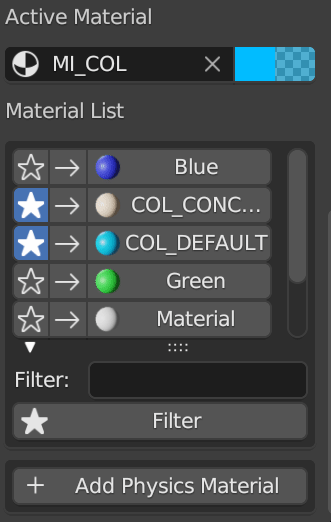 Active Material
MI_COL
Material List
Blue
COL_CONC...
COL_DEFAULT
Green
Material
Filter:
Filter
Add Physics Material